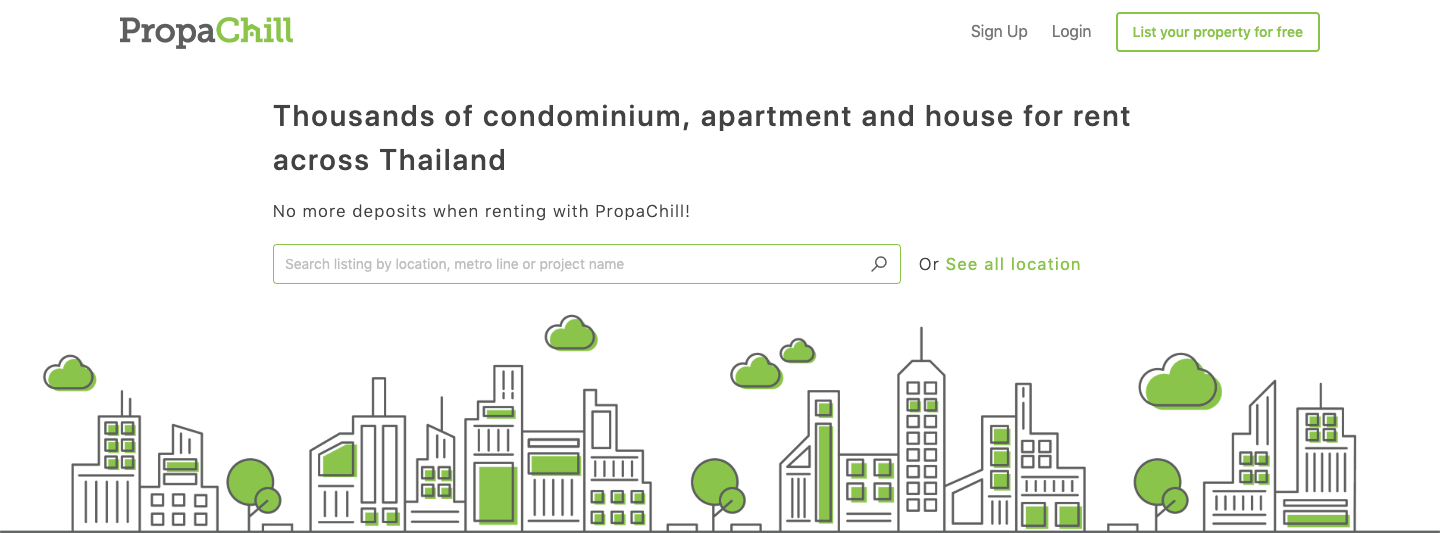 PropaChill
Sign Up
Login
List your property for free
Thousands of condominium, apartment and house for rent
across Thailand
No more deposits when renting with PropaChill!
Search listing by location, metro line or project name
Or See all location